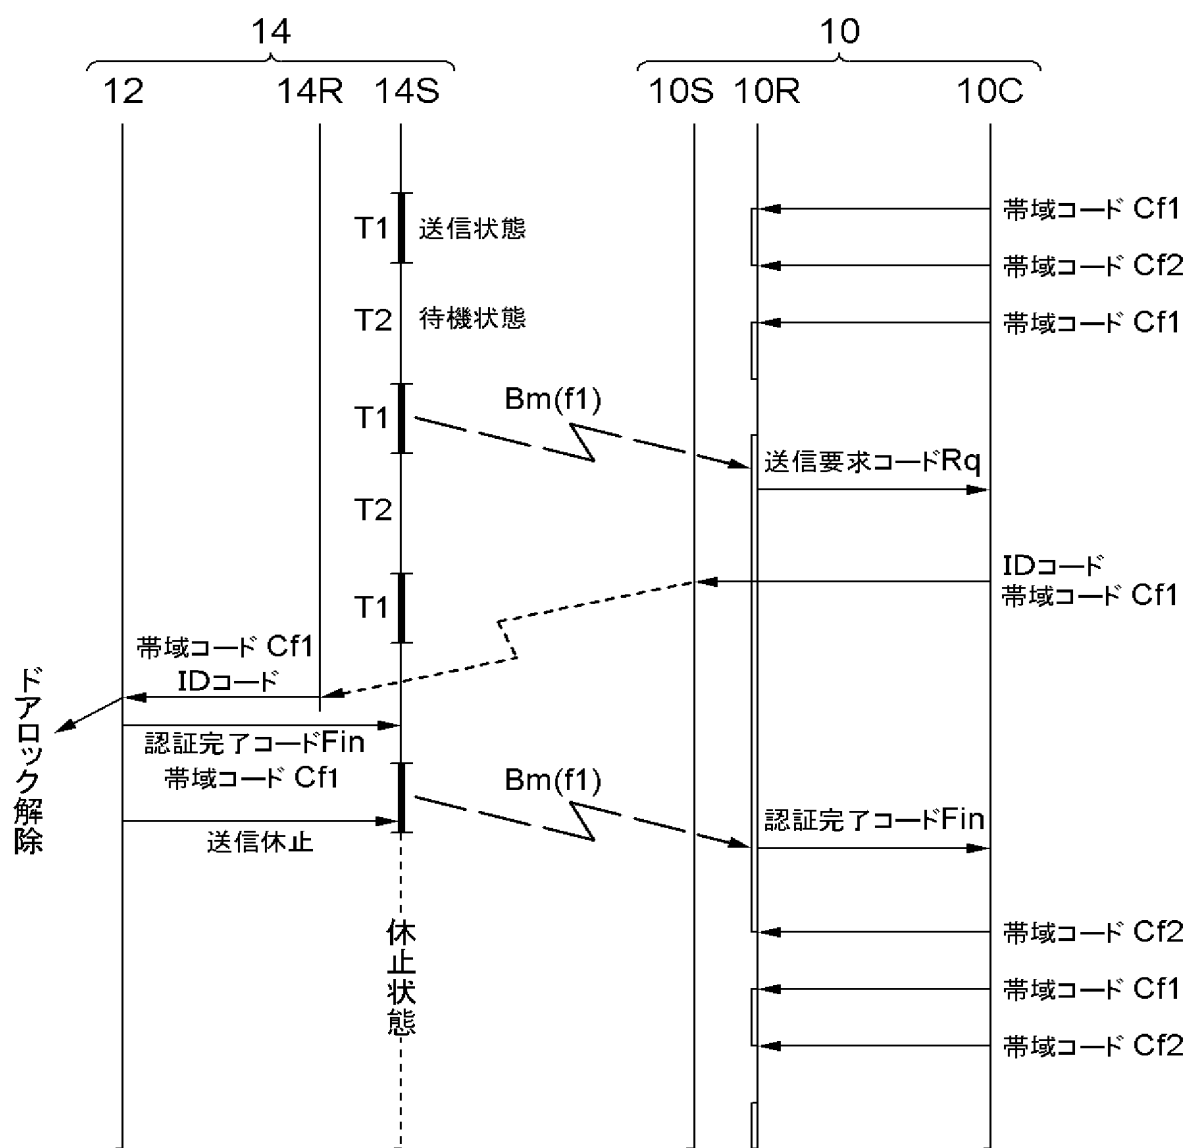 14
10
12
14R
14S
10S
10R
10C
T1
送信状態
帯域コード Cf1
帯域コード Cf2
T2
待機状態
帯域コード Cf1
T1
Bm(f1)
送信要求コードRq
T2
IDコード
帯域コード Cf1
T1
帯域コード Cf1
IDコード
ドアロック解除
認証完了コードFin
帯域コード Cf1
Bm(f1)
認証完了コードFin
送信休止
休止状態
帯域コード Cf2
帯域コード Cf1
帯域コード Cf2